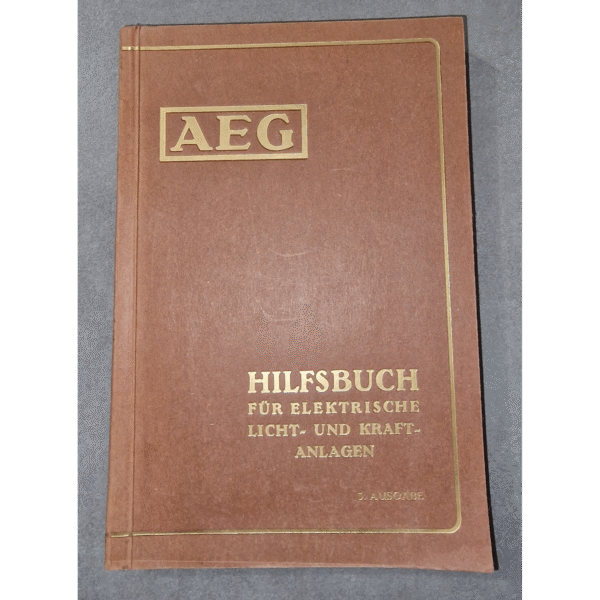 AEG
HILFSBUCH
FÜR ELEKTRISCHE
LICHT- UND KRAFT-
ANLAGEN
AUSGABE